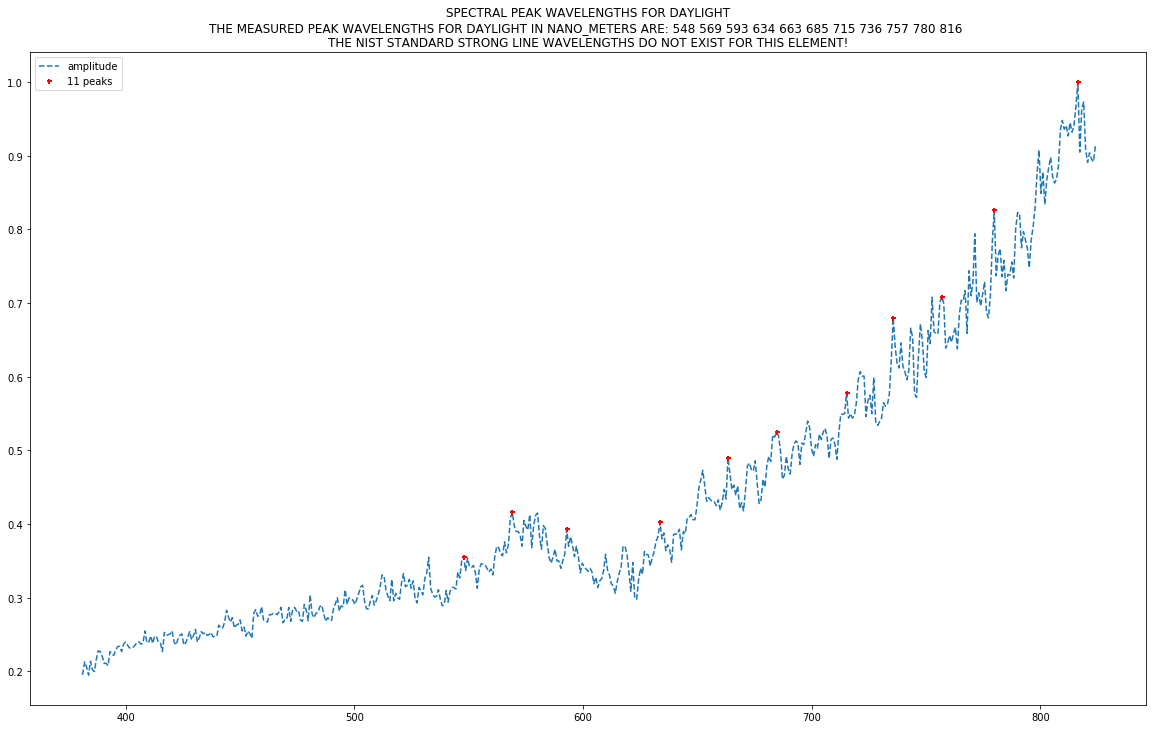 SPECTRAL PEAK WAVELENGTHS FOR DAYLIGHT
THE MEASURED PEAK WAVELENGTHS FOR DAYLIGHT IN NANO_METERS ARE: 548 569 593 634 663 685 715 736 757 780 816
THE NIST STANDARD STRONG LINE WAVELENGTHS DO NOT EXIST FOR THIS ELEMENT!
amplitude
11 peaks
1.0
0.9
0.8
0.7
0.6
0.5
0.4
0.3
0.2
400 500 600 700 800